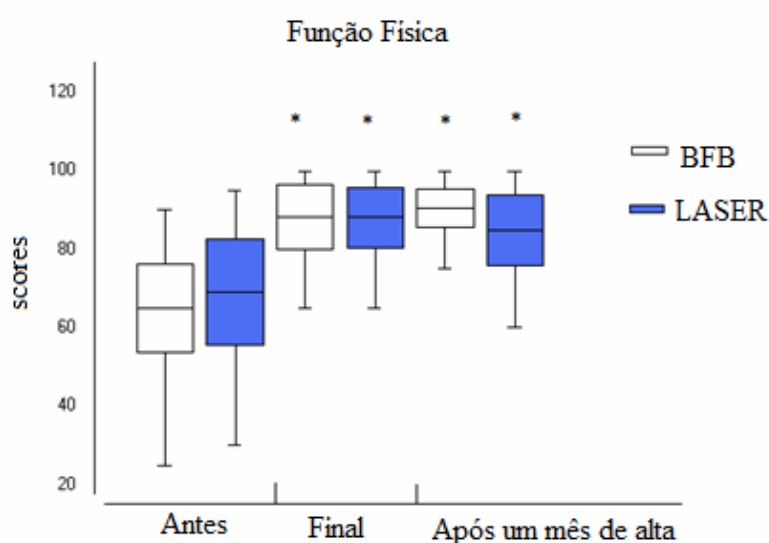 Função Física
120
100
80
60
40
20
scores
* * * *
BFB
LASER
Antes Final Após um mês de alta